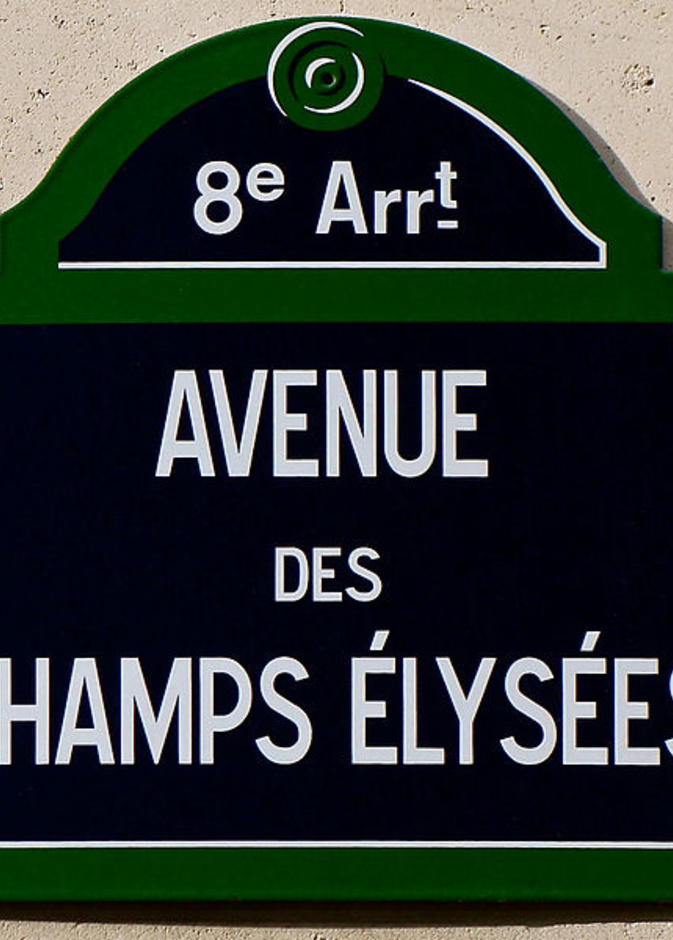 8e Arrt
AVENUE
DES
HAMPS ÉLYSÉES